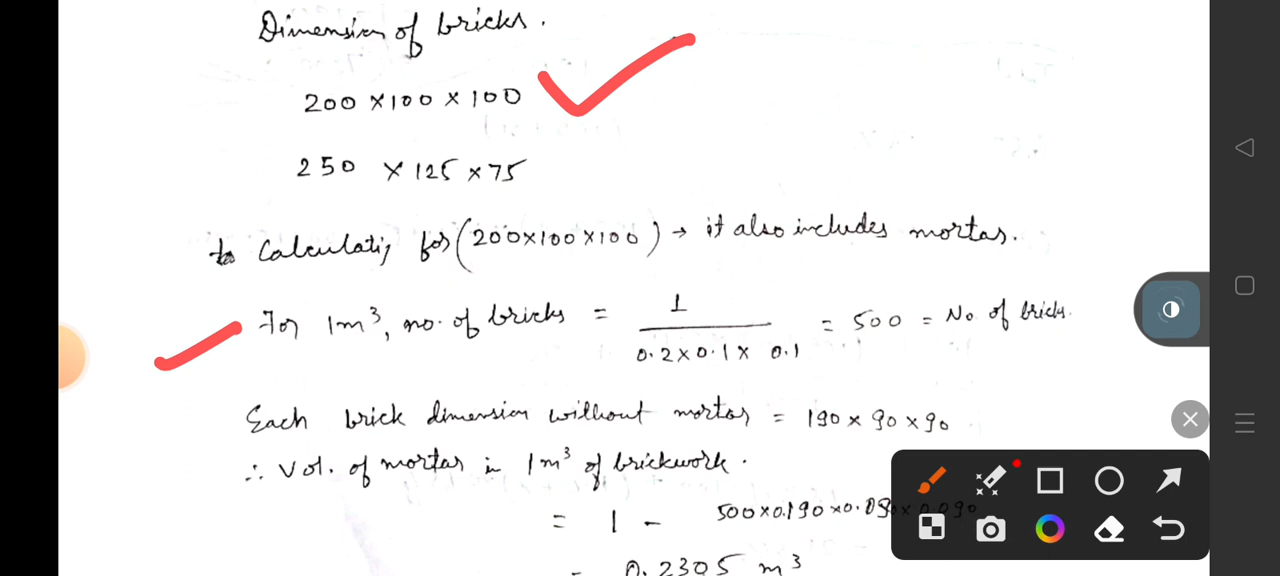 Dimension of bricks.
200 × 100 × 100
250 × 125 × 75
to Calculatiŋ for (200×100×100) → it also includes mortar.
For 1m³, no. of bricks = 1 / 0.2×0.1× 0.1 = 500 = No. of bricks.
Each brick dimension without mortar = 190 × 90 × 90
∴ Vol. of mortar in 1m³ of brickwork.
= 1 - 500×0.190×0.090×0.090
= 0.2305 m³